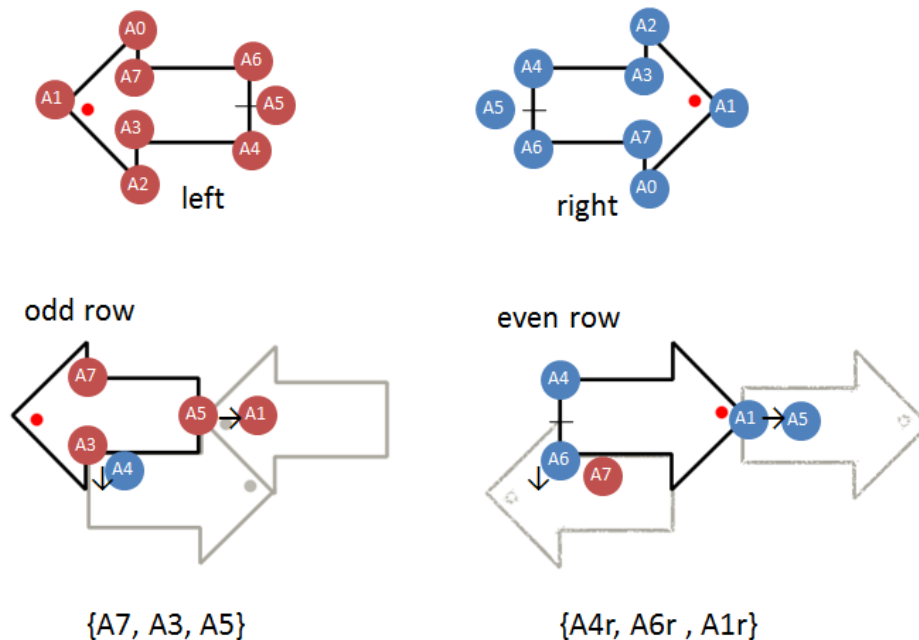 A0
A6
A7
A1
A5
A3
A4
A2
left
A2
A4
A3
A5
A1
A6
A7
A0
right
odd row
A7
A5
A1
A3
A4
{A7, A3, A5}
even row
A4
A1
A5
A6
A7
{A4r, A6r , A1r}